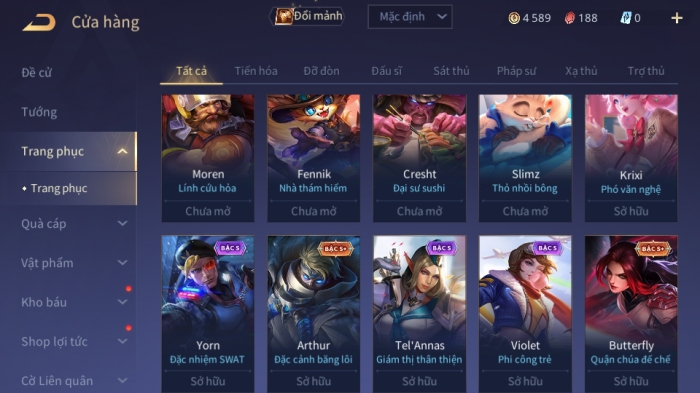 Cửa hàng
Đổi mảnh
Mặc định
4 589
188
0
Đề cử
Tướng
Trang phục
Trang phục
Quà cáp
Vật phẩm
Kho báu
Shop lợi tức
Cờ Liên quân
Tất cả Tiến hóa Đỡ đòn Đấu sĩ Sát thủ Pháp sư Xạ thủ Trợ thủ
Moren Fennik Cresht Slimz Krixi
Lính cứu hỏa Nhà thám hiểm Đại sư sushi Thỏ nhồi bông Phó văn nghệ
Chưa mở Chưa mở Chưa mở Chưa mở Sở hữu
BẬC S BẬC S+ BẬC S BẬC S BẬC S+
Yorn Arthur Tel'Annas Violet Butterfly
Đặc nhiệm SWAT Đặc cảnh băng lôi Giám thị thân thiện Phi công trẻ Quận chúa đế chế
Sở hữu Sở hữu Sở hữu Sở hữu Sở hữu